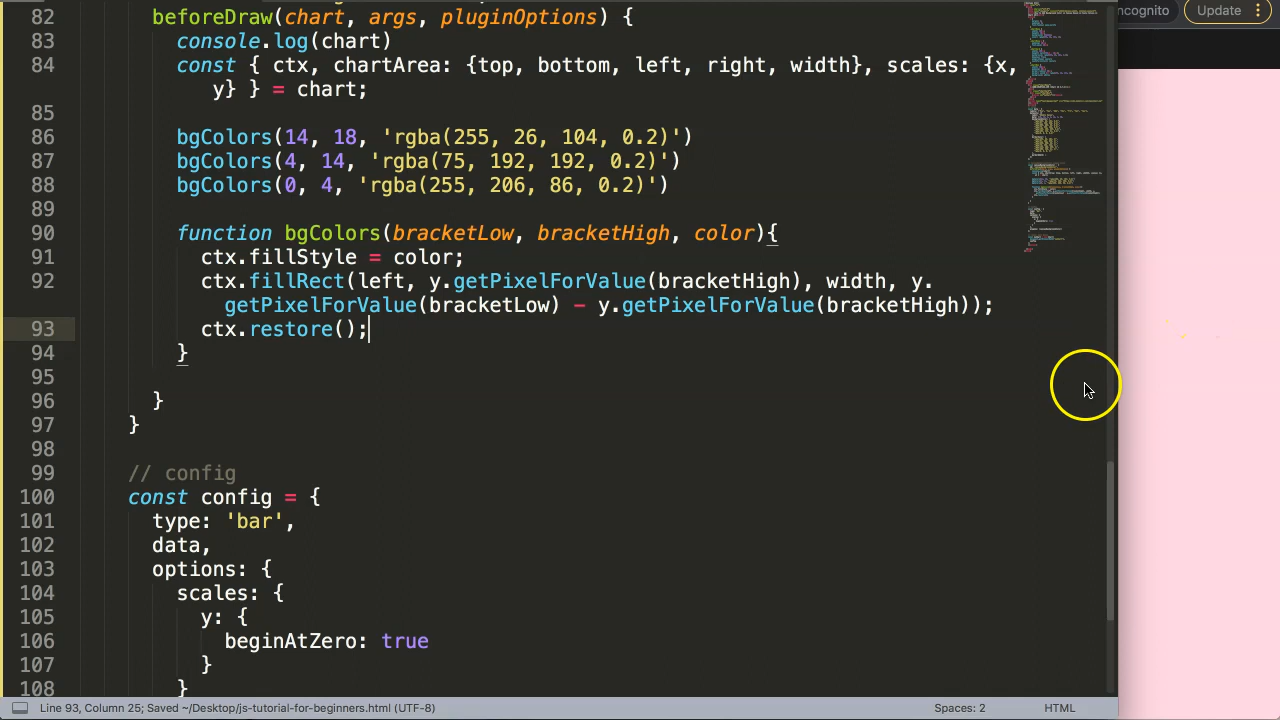 82 beforeDraw(chart, args, pluginOptions) {
ncognito Update
83 console.log(chart)
84 const { ctx, chartArea: {top, bottom, left, right, width}, scales: {x,
y} } = chart;
85
86 bgColors(14, 18, 'rgba(255, 26, 104, 0.2)')
87 bgColors(4, 14, 'rgba(75, 192, 192, 0.2)')
88 bgColors(0, 4, 'rgba(255, 206, 86, 0.2)')
89
90 function bgColors(bracketLow, bracketHigh, color){
91 ctx.fillStyle = color;
92 ctx.fillRect(left, y.getPixelForValue(bracketHigh), width, y.
getPixelForValue(bracketLow) - y.getPixelForValue(bracketHigh));
93 ctx.restore();
94 }
95
96 }
97 }
98
99 // config
100 const config = {
101 type: 'bar',
102 data,
103 options: {
104 scales: {
105 y: {
106 beginAtZero: true
107 }
108 }
Line 93, Column 25; Saved ~/Desktop/js-tutorial-for-beginners.html (UTF-8) Spaces: 2 HTML